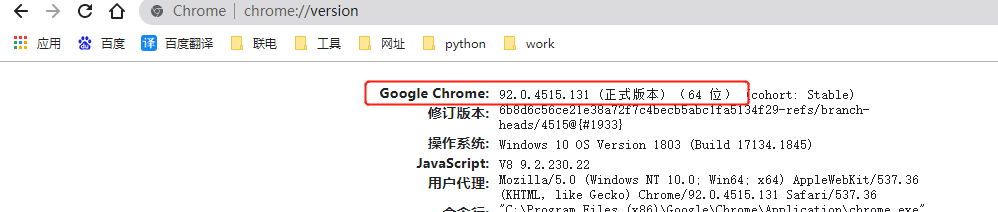 Chrome | chrome://version
应用 百度 译 百度翻译 联电 工具 网址 python work
Google Chrome: 92.0.4515.131 (正式版本) (64 位) (cohort: Stable)
修订版本: 6b8d6c56ce21e38a72f7c4becb5abc1fa5134f29-refs/branch-
heads/4515@{#1933}
操作系统: Windows 10 OS Version 1803 (Build 17134.1845)
JavaScript: V8 9.2.230.22
用户代理: Mozilla/5.0 (Windows NT 10.0; Win64; x64) AppleWebKit/537.36
(KHTML, like Gecko) Chrome/92.0.4515.131 Safari/537.36
命令行: "C:\Program Files (x86)\Google\Chrome\Application\chrome.exe"